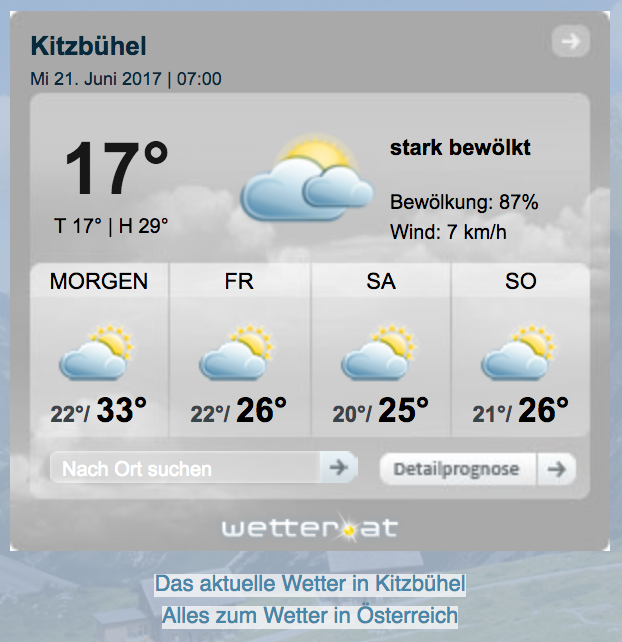 Kitzbühel
Mi 21. Juni 2017 | 07:00
17°
T 17° | H 29°
stark bewölkt
Bewölkung: 87%
Wind: 7 km/h
MORGEN FR SA SO
22°/ 33° 22°/ 26° 20°/ 25° 21°/ 26°
Nach Ort suchen Detailprognose
wetter.at
Das aktuelle Wetter in Kitzbühel
Alles zum Wetter in Österreich